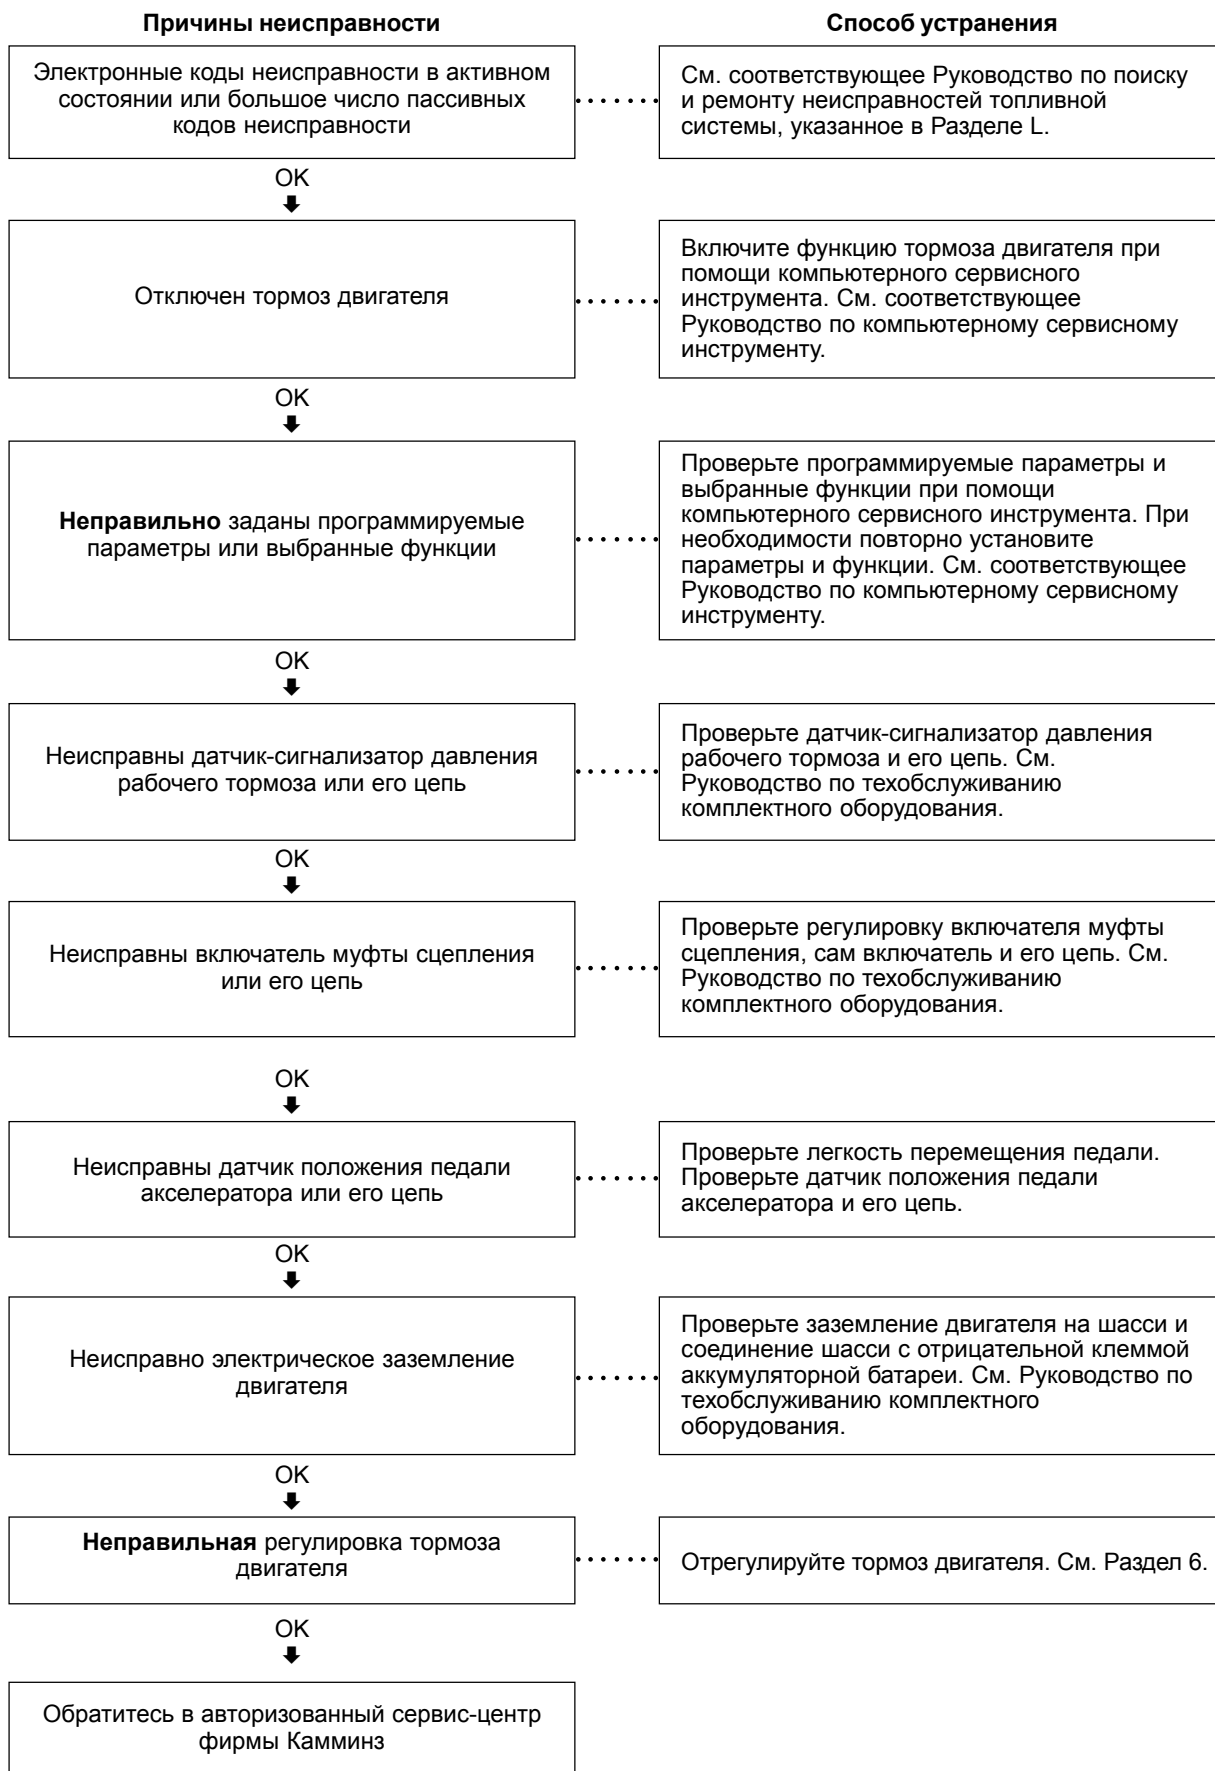 Причины неисправности
Способ устранения
Электронные коды неисправности в активном
состоянии или большое число пассивных
кодов неисправности
См. соответствующее Руководство по поиску
и ремонту неисправностей топливной
системы, указанное в Разделе L.
OK
Отключен тормоз двигателя
Включите функцию тормоза двигателя при
помощи компьютерного сервисного
инструмента. См. соответствующее
Руководство по компьютерному сервисному
инструменту.
OK
Неправильно заданы программируемые
параметры или выбранные функции
Проверьте программируемые параметры и
выбранные функции при помощи
компьютерного сервисного инструмента. При
необходимости повторно установите
параметры и функции. См. соответствующее
Руководство по компьютерному сервисному
инструменту.
OK
Неисправны датчик-сигнализатор давления
рабочего тормоза или его цепь
Проверьте датчик-сигнализатор давления
рабочего тормоза и его цепь. См.
Руководство по техобслуживанию
комплектного оборудования.
OK
Неисправны включатель муфты сцепления
или его цепь
Проверьте регулировку включателя муфты
сцепления, сам включатель и его цепь. См.
Руководство по техобслуживанию
комплектного оборудования.
OK
Неисправны датчик положения педали
акселератора или его цепь
Проверьте легкость перемещения педали.
Проверьте датчик положения педали
акселератора и его цепь.
OK
Неисправно электрическое заземление
двигателя
Проверьте заземление двигателя на шасси и
соединение шасси с отрицательной клеммой
аккумуляторной батареи. См. Руководство по
техобслуживанию комплектного
оборудования.
OK
Неправильная регулировка тормоза
двигателя
Отрегулируйте тормоз двигателя. См. Раздел 6.
OK
Обратитесь в авторизованный сервис-центр
фирмы Камминз